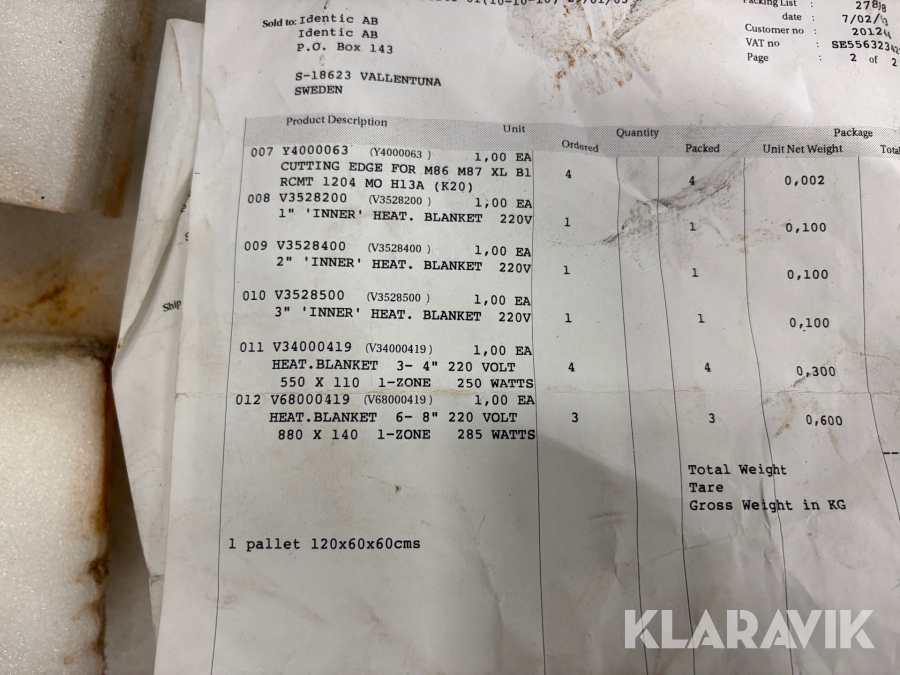 Packing List : 278
Sold to: Identic AB date : 7/02/
Identic AB Customer no : 2012
P.O. Box 143 VAT no : SE556323
Page : 2 of 2
S-18623 VALLENTUNA
SWEDEN
Product Description Unit Quantity Package
Ordered Packed Unit Net Weight
007 Y4000063 (Y4000063 ) 1,00 EA 4 4 0,002
CUTTING EDGE FOR M86 M87 XL B1
RCMT 1204 MO H13A (K20)
008 V3528200 (V3528200 ) 1,00 EA
1" 'INNER' HEAT. BLANKET 220V 1 1 0,100
009 V3528400 (V3528400 ) 1,00 EA
2" 'INNER' HEAT. BLANKET 220V 1 1 0,100
010 V3528500 (V3528500 ) 1,00 EA
3" 'INNER' HEAT. BLANKET 220V 1 1 0,100
011 V34000419 (V34000419 ) 1,00 EA
HEAT.BLANKET 3- 4" 220 VOLT 4 4 0,300
550 X 110 1-ZONE 250 WATTS
012 V68000419 (V68000419 ) 1,00 EA
HEAT.BLANKET 6- 8" 220 VOLT 3 3 0,600
880 X 140 1-ZONE 285 WATTS
Total Weight
Tare
Gross Weight in KG
1 pallet 120x60x60cms
Ship
KLARAVIK